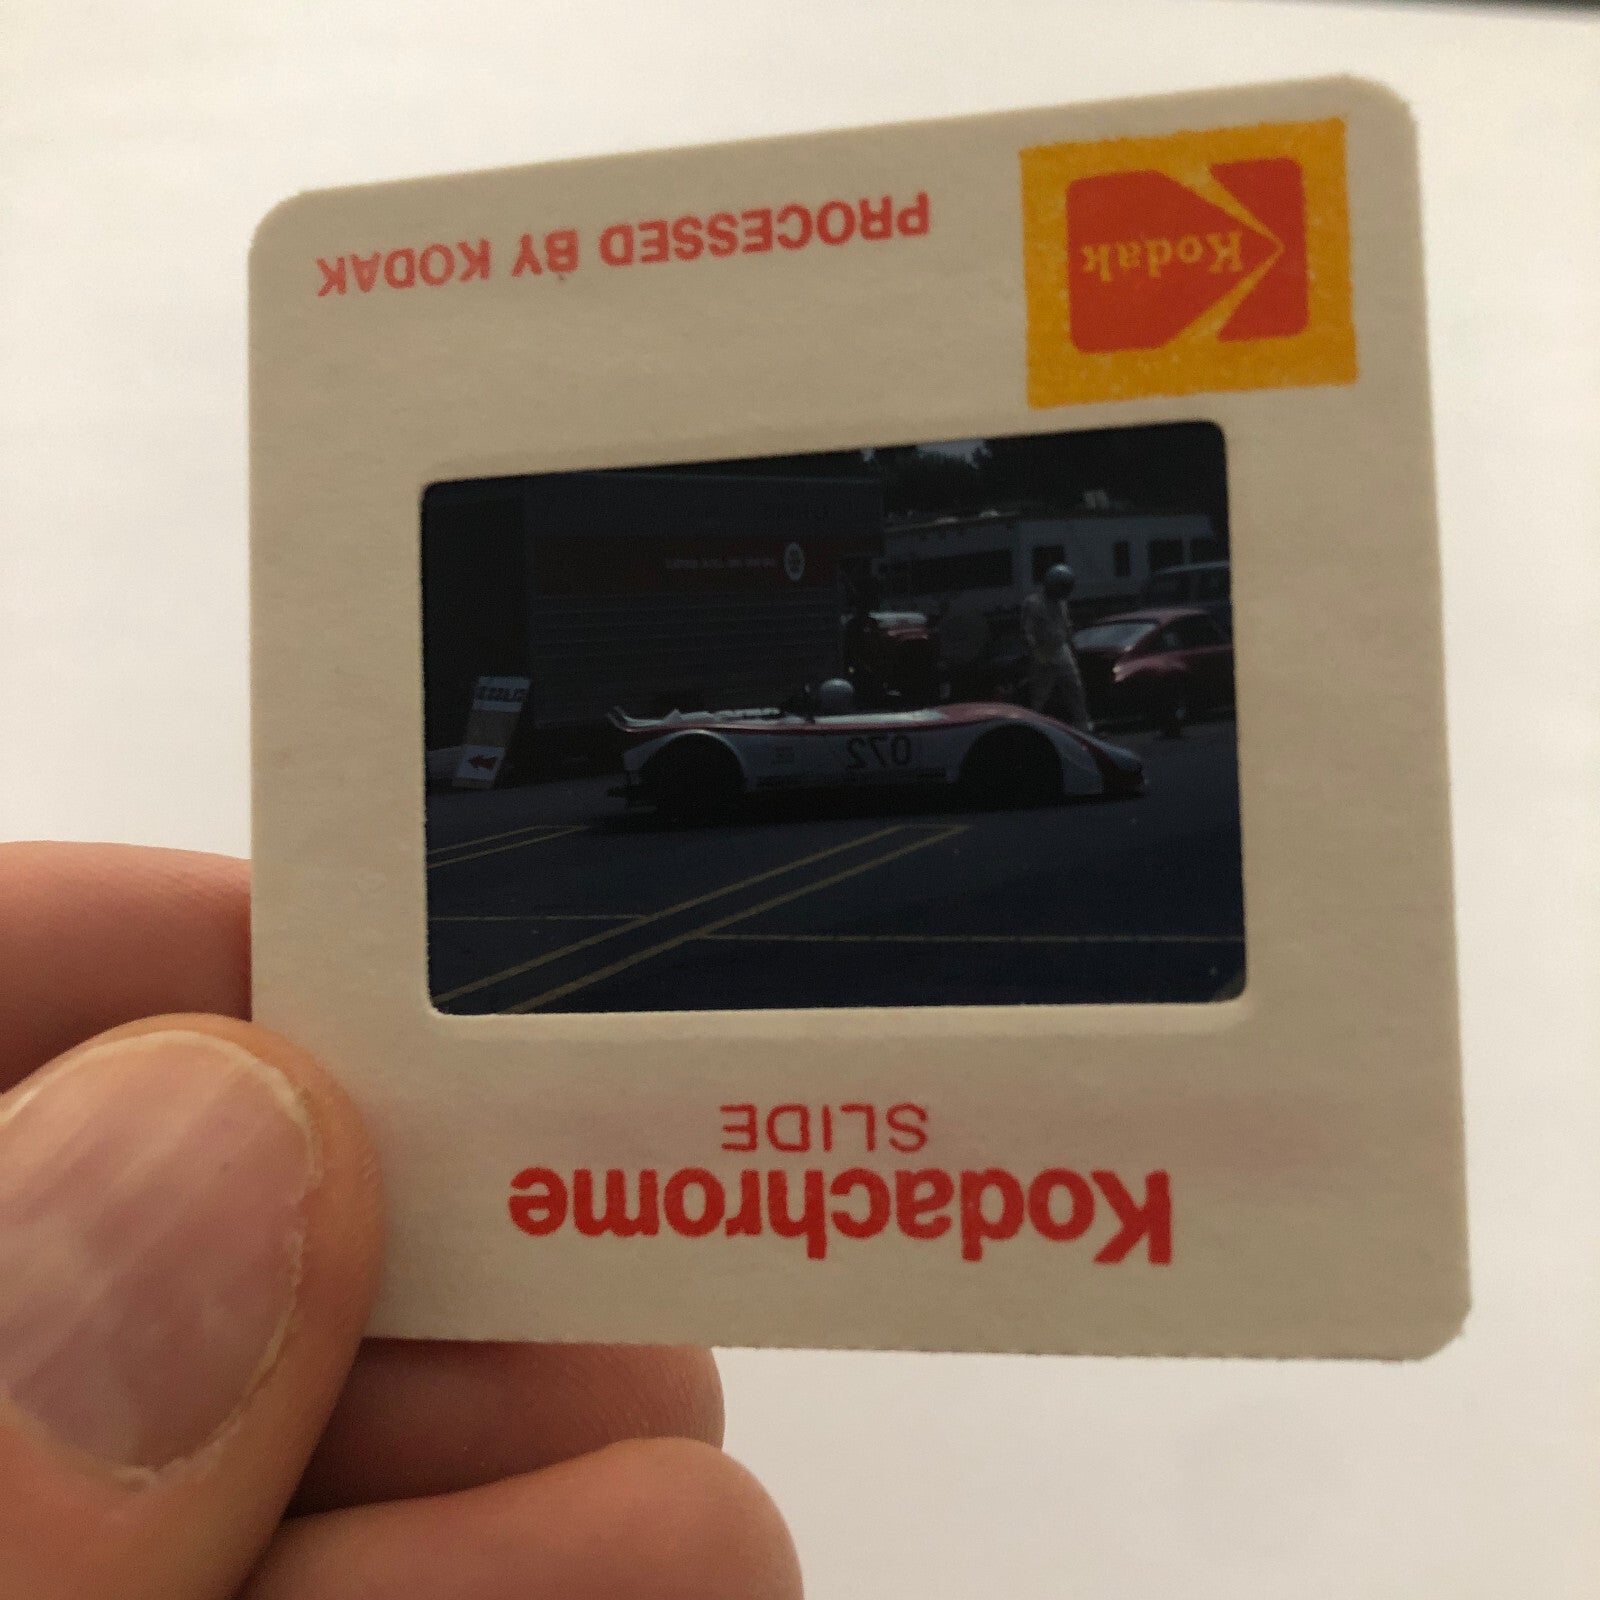 PROCESSED BY KODAK
Kodak
072
SLIDE
Kodachrome